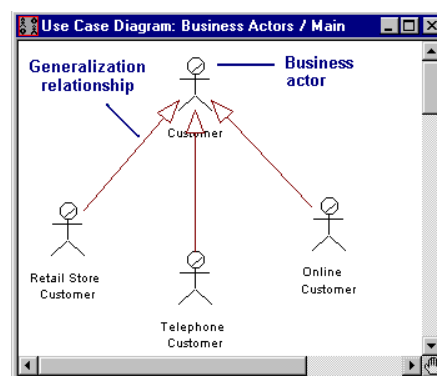 Use Case Diagram: Business Actors / Main
Generalization
relationship
Business
actor
Customer
Retail Store
Customer
Telephone
Customer
Online
Customer